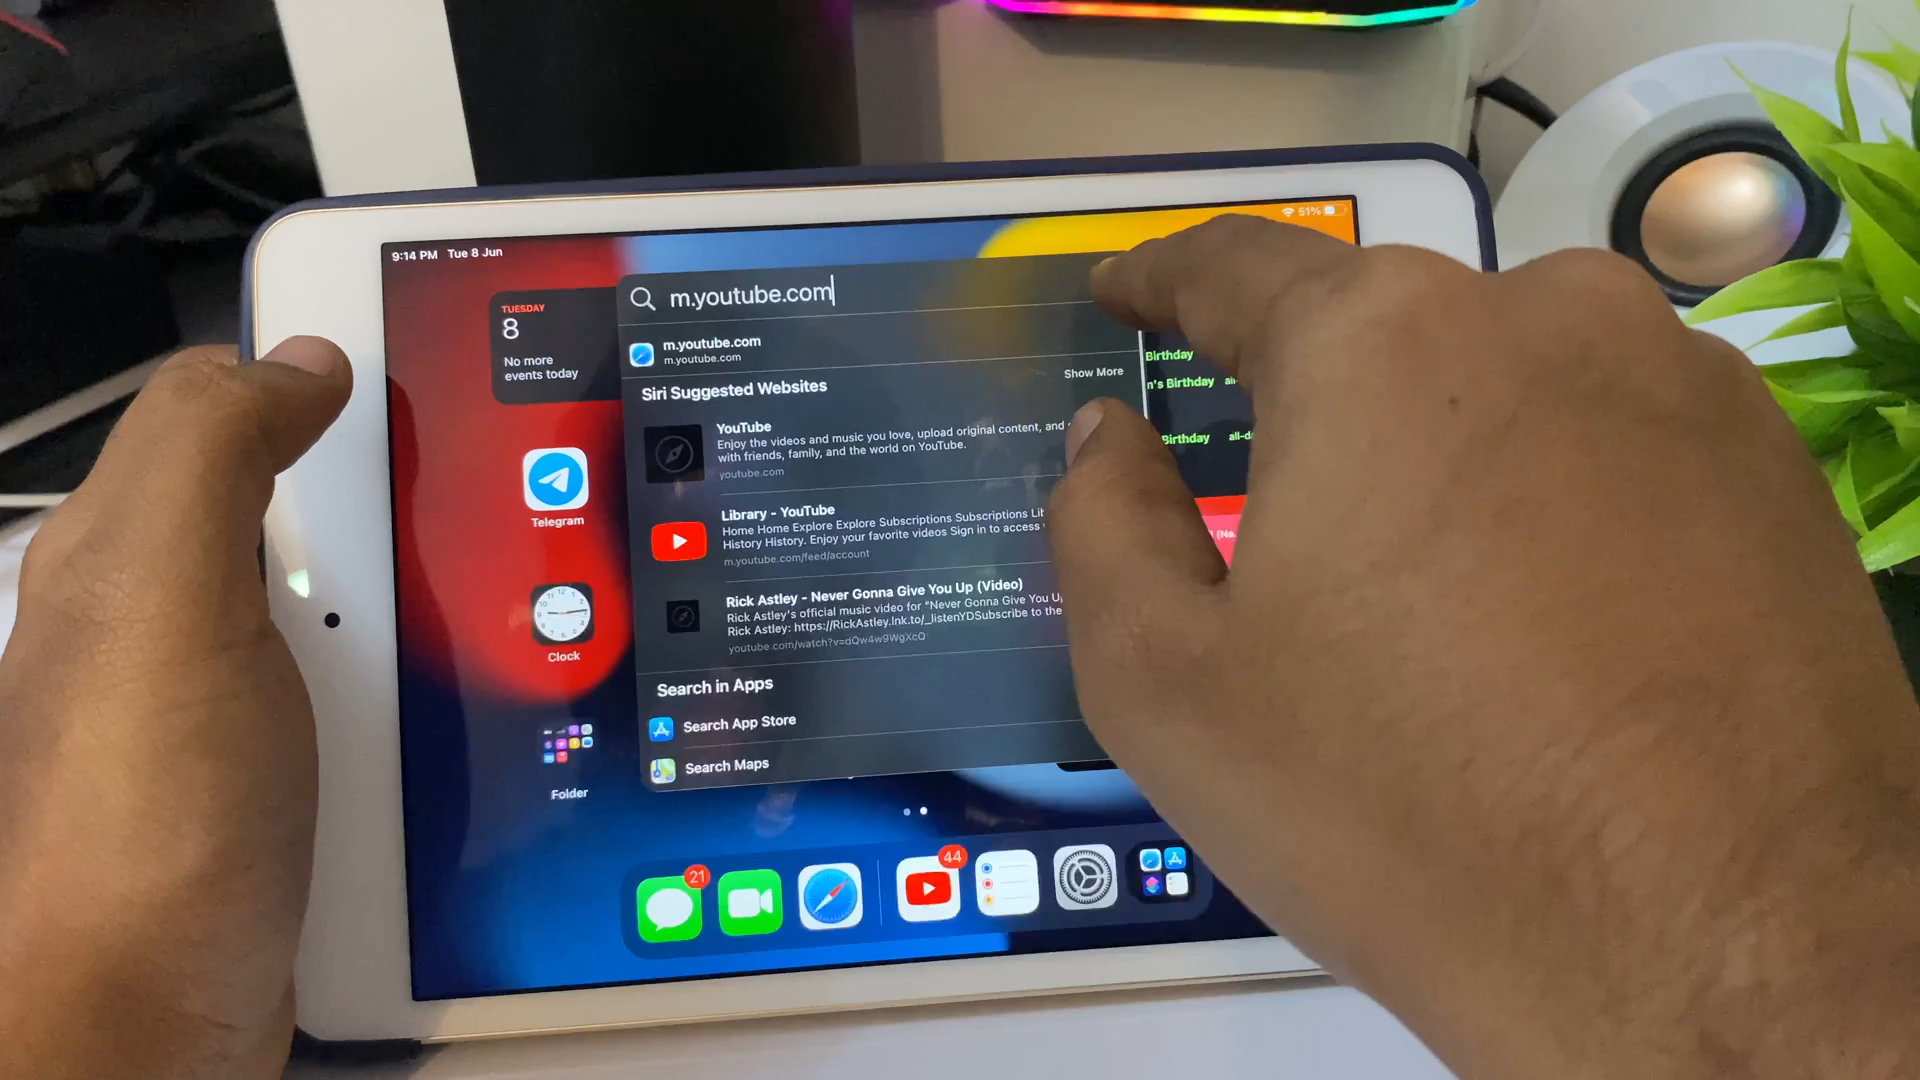 9:14 PM Tue 8 Jun
51%
TUESDAY
8
No more
events today
m.youtube.com
m.youtube.com
m.youtube.com
Siri Suggested Websites
Show More
YouTube
Enjoy the videos and music you love, upload original content, and
with friends, family, and the world on YouTube.
youtube.com
Library - YouTube
Home Home Explore Explore Subscriptions Subscriptions
History History. Enjoy your favorite videos Sign in to access
m.youtube.com/feed/account
Rick Astley - Never Gonna Give You Up (Video)
Rick Astley's official music video for "Never Gonna Give You
Rick Astley: https://RickAstley.lnk.to/_listenYDSubscribe to the
youtube.com/watch?v=dQw4w9WgXcQ
Search in Apps
Search App Store
Search Maps
Birthday
n's Birthday
Birthday
Telegram
Clock
Folder
21
44